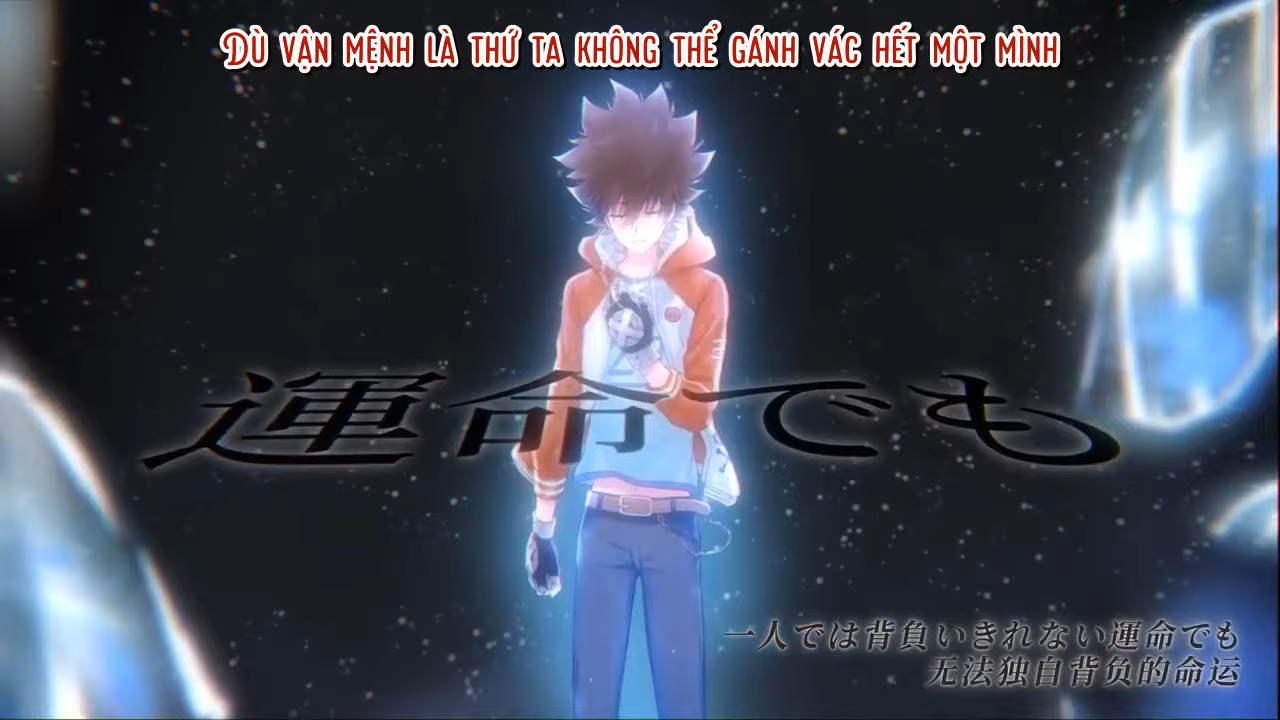 Dù vận mệnh là thứ ta không thể gánh vác hết một mình
運命でも
一人では背負いきれない運命でも
无法独自背负的命运